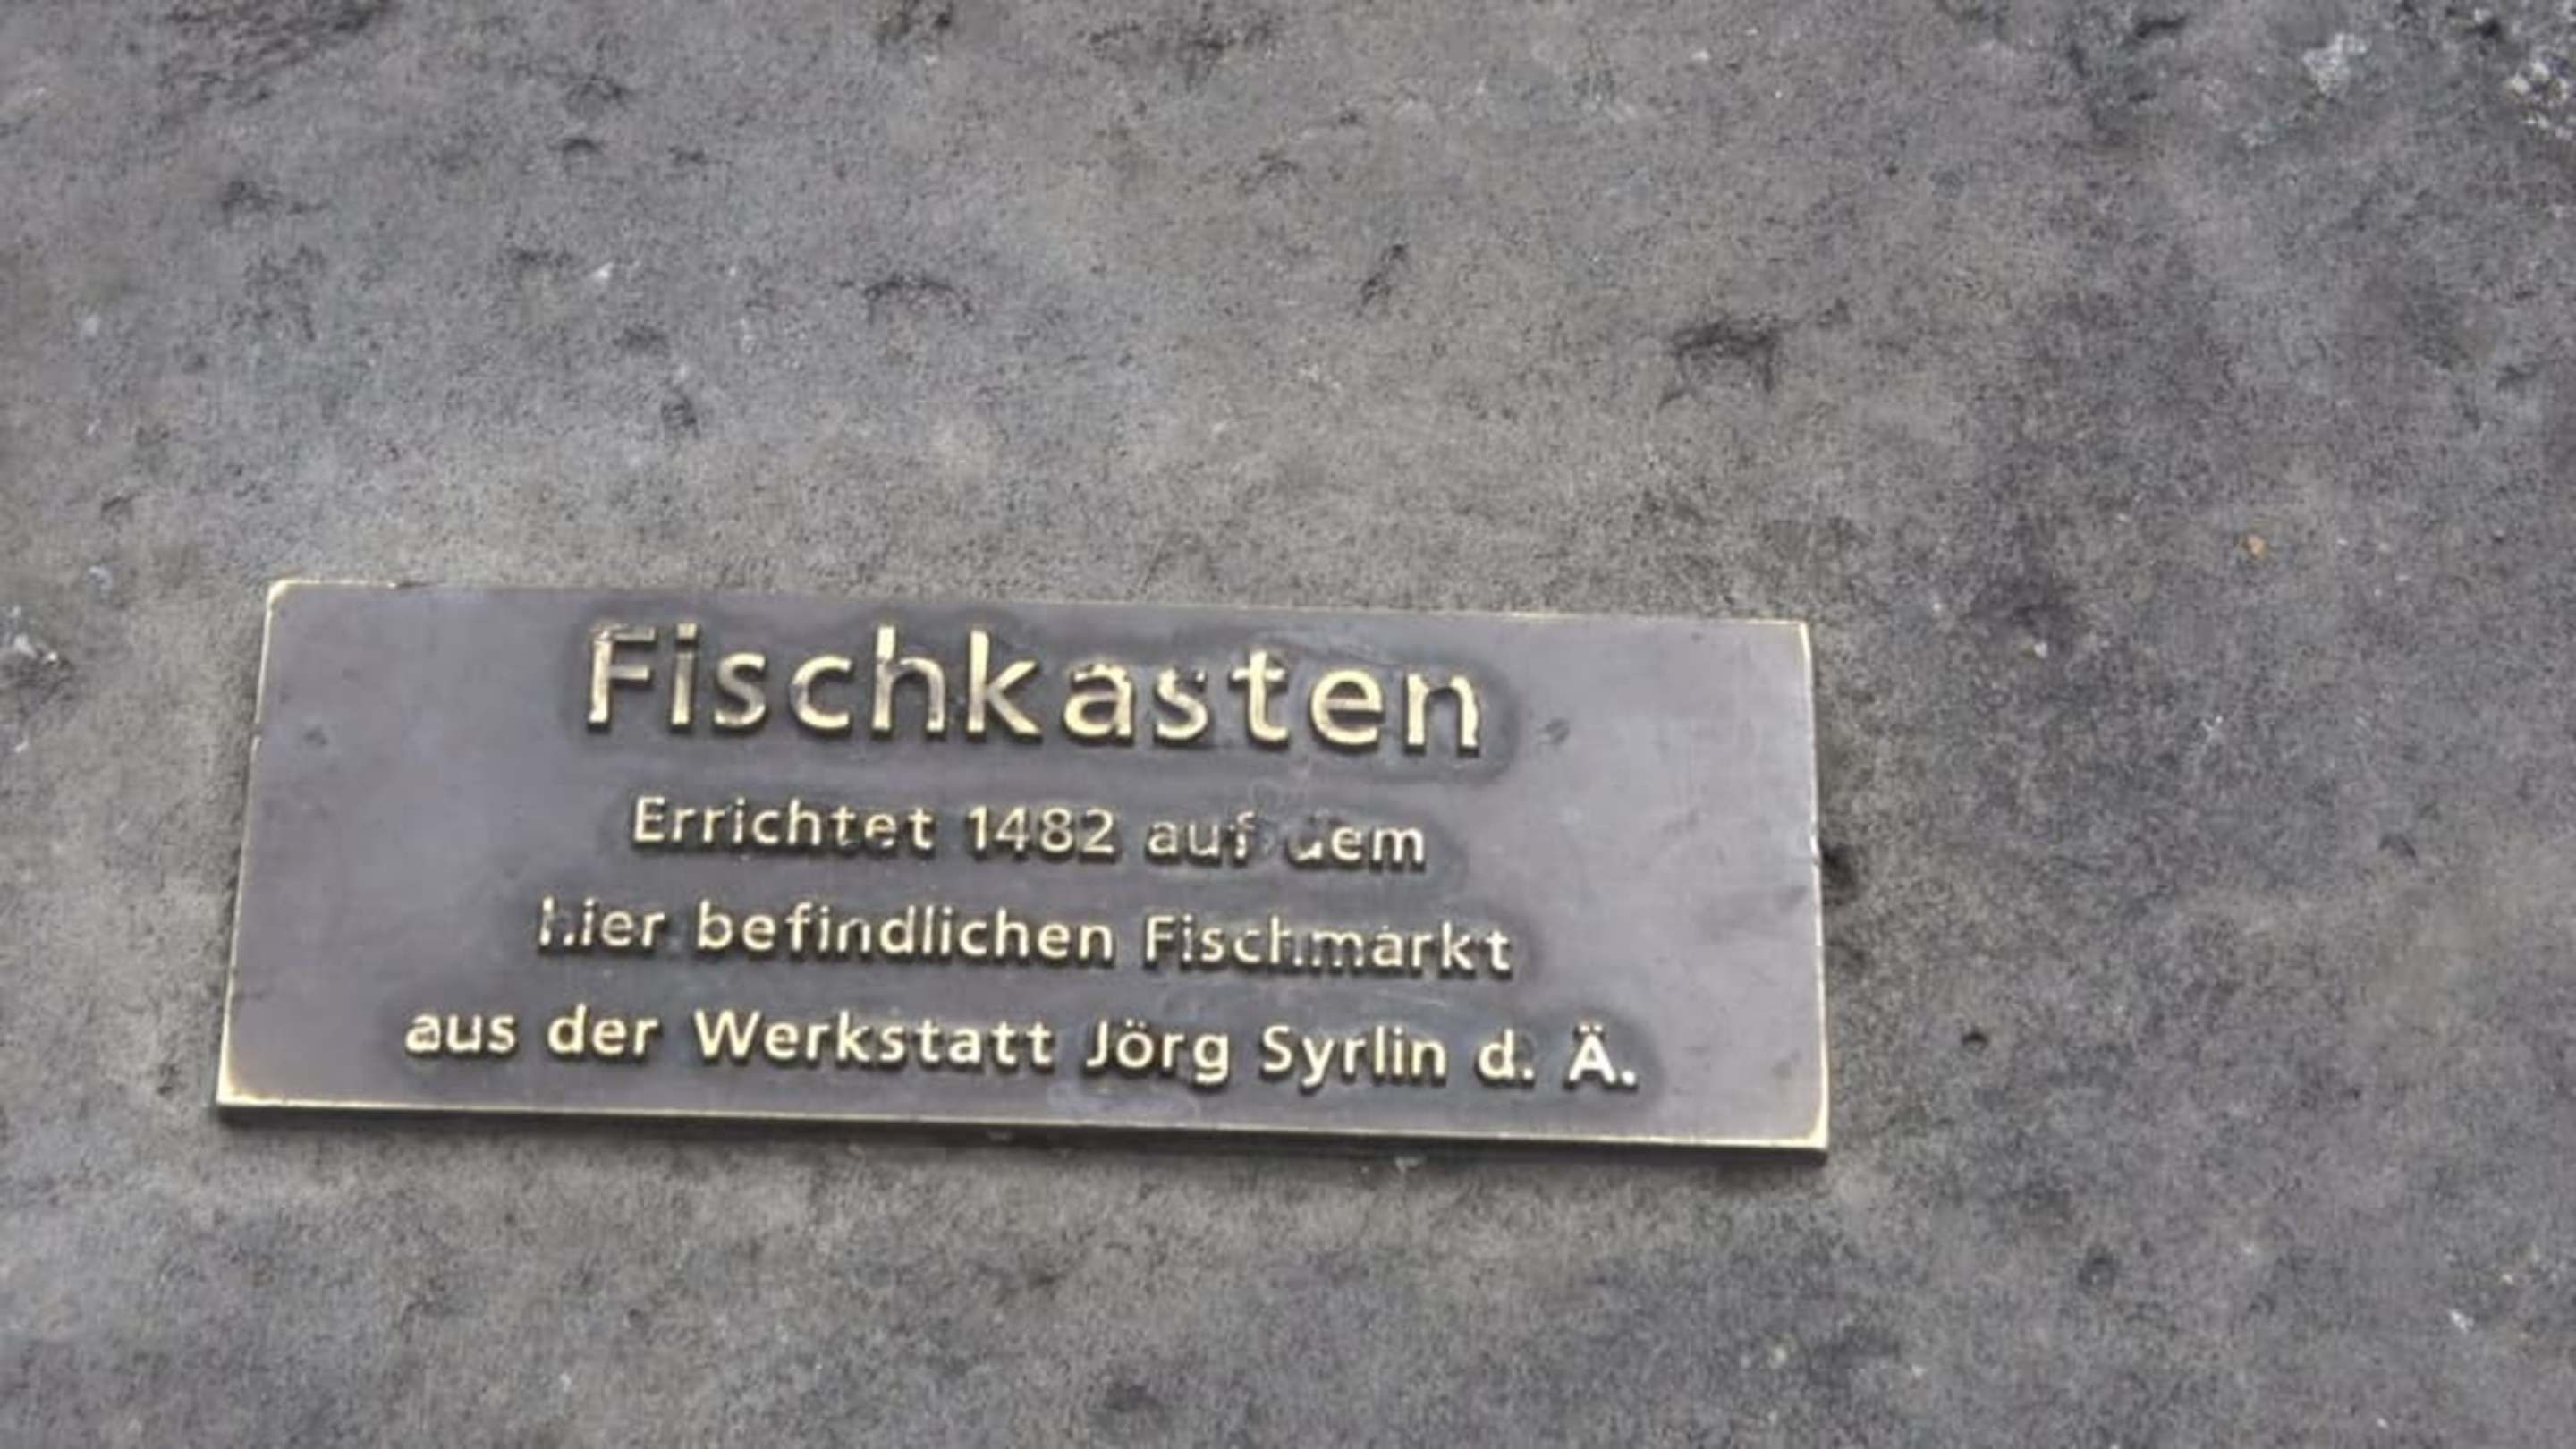 Fischkasten
Errichtet 1482 auf dem
hier befindlichen Fischmarkt
aus der Werkstatt Jörg Syrlin d. Ä.